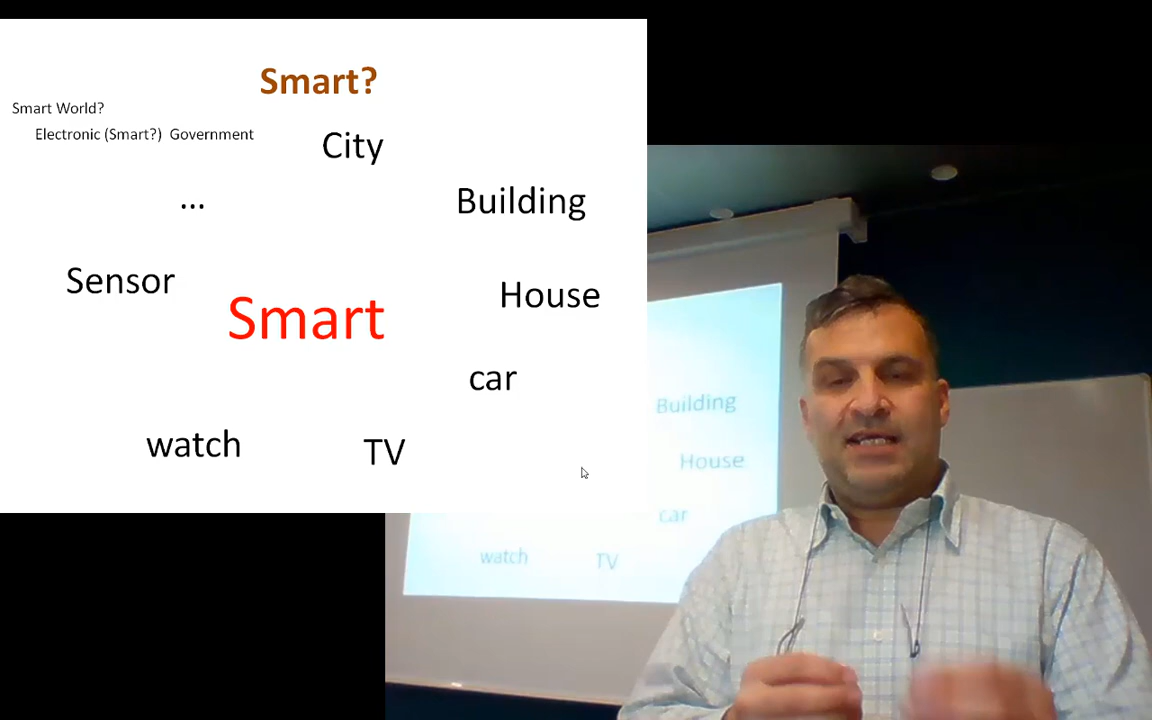 Smart?
Smart World?
Electronic (Smart?) Government
City
...
Building
Sensor
House
Smart
car
watch
TV
Building
House
car
watch
TV